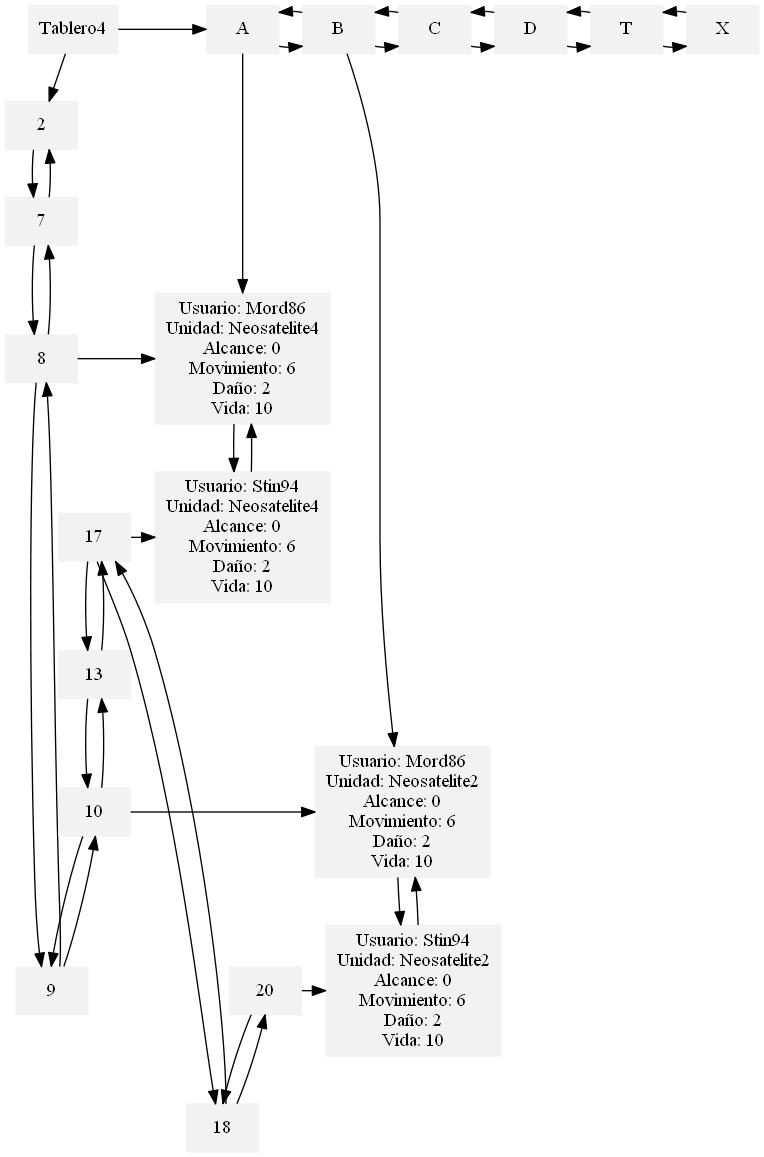 Tablero4
A
B
C
D
T
X
2
7
8
Usuario: Mord86
Unidad: Neosatelite4
Alcance: 0
Movimiento: 6
Daño: 2
Vida: 10
17
Usuario: Stin94
Unidad: Neosatelite4
Alcance: 0
Movimiento: 6
Daño: 2
Vida: 10
13
10
Usuario: Mord86
Unidad: Neosatelite2
Alcance: 0
Movimiento: 6
Daño: 2
Vida: 10
9
20
Usuario: Stin94
Unidad: Neosatelite2
Alcance: 0
Movimiento: 6
Daño: 2
Vida: 10
18